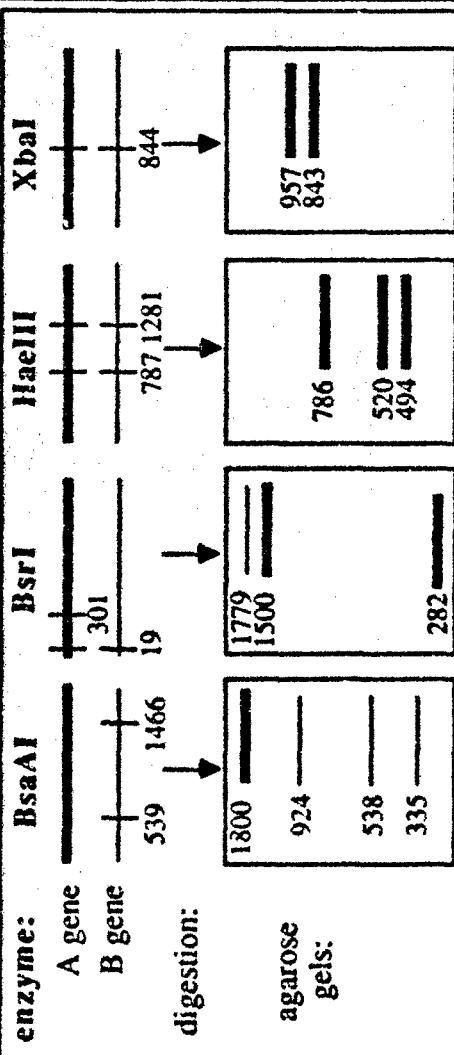 enzyme: BsaAI BsrI HaeIII XbaI
A gene
B gene
301
539 1466 19 787 1281 844
digestion:
agarose gels:
1800
924
538
335
1779
1500
282
786
520
494
957
843